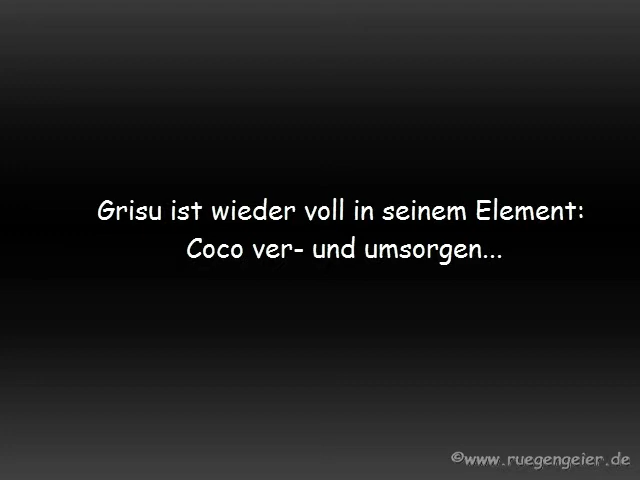 Grisu ist wieder voll in seinem Element:
Coco ver- und umsorgen...
©www.ruegengeier.de